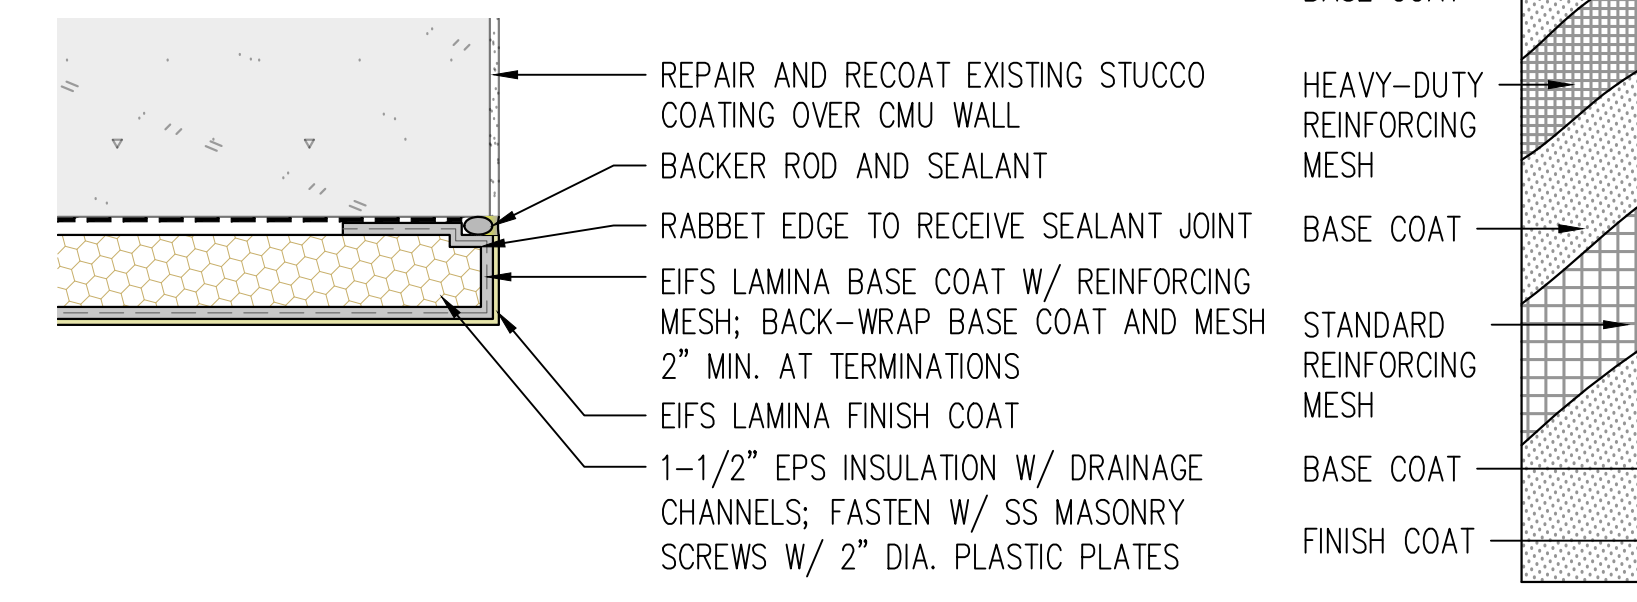 REPAIR AND RECOAT EXISTING STUCCO
COATING OVER CMU WALL
BACKER ROD AND SEALANT
RABBET EDGE TO RECEIVE SEALANT JOINT
EIFS LAMINA BASE COAT W/ REINFORCING
MESH; BACK-WRAP BASE COAT AND MESH
2" MIN. AT TERMINATIONS
EIFS LAMINA FINISH COAT
1-1/2" EPS INSULATION W/ DRAINAGE
CHANNELS; FASTEN W/ SS MASONRY
SCREWS W/ 2" DIA. PLASTIC PLATES
HEAVY-DUTY
REINFORCING
MESH
BASE COAT
STANDARD
REINFORCING
MESH
BASE COAT
FINISH COAT